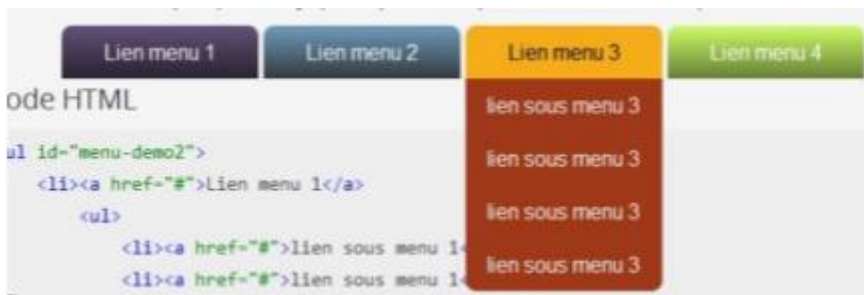 Lien menu 1
Lien menu 2
Lien menu 3
Lien menu 4
lien sous menu 3
lien sous menu 3
lien sous menu 3
lien sous menu 3
ode HTML
ul id="menu-demo2">
<li><a href="#">Lien menu 1</a>
<ul>
<li><a href="#">lien sous menu 1<
<li><a href="#">lien sous menu 1<